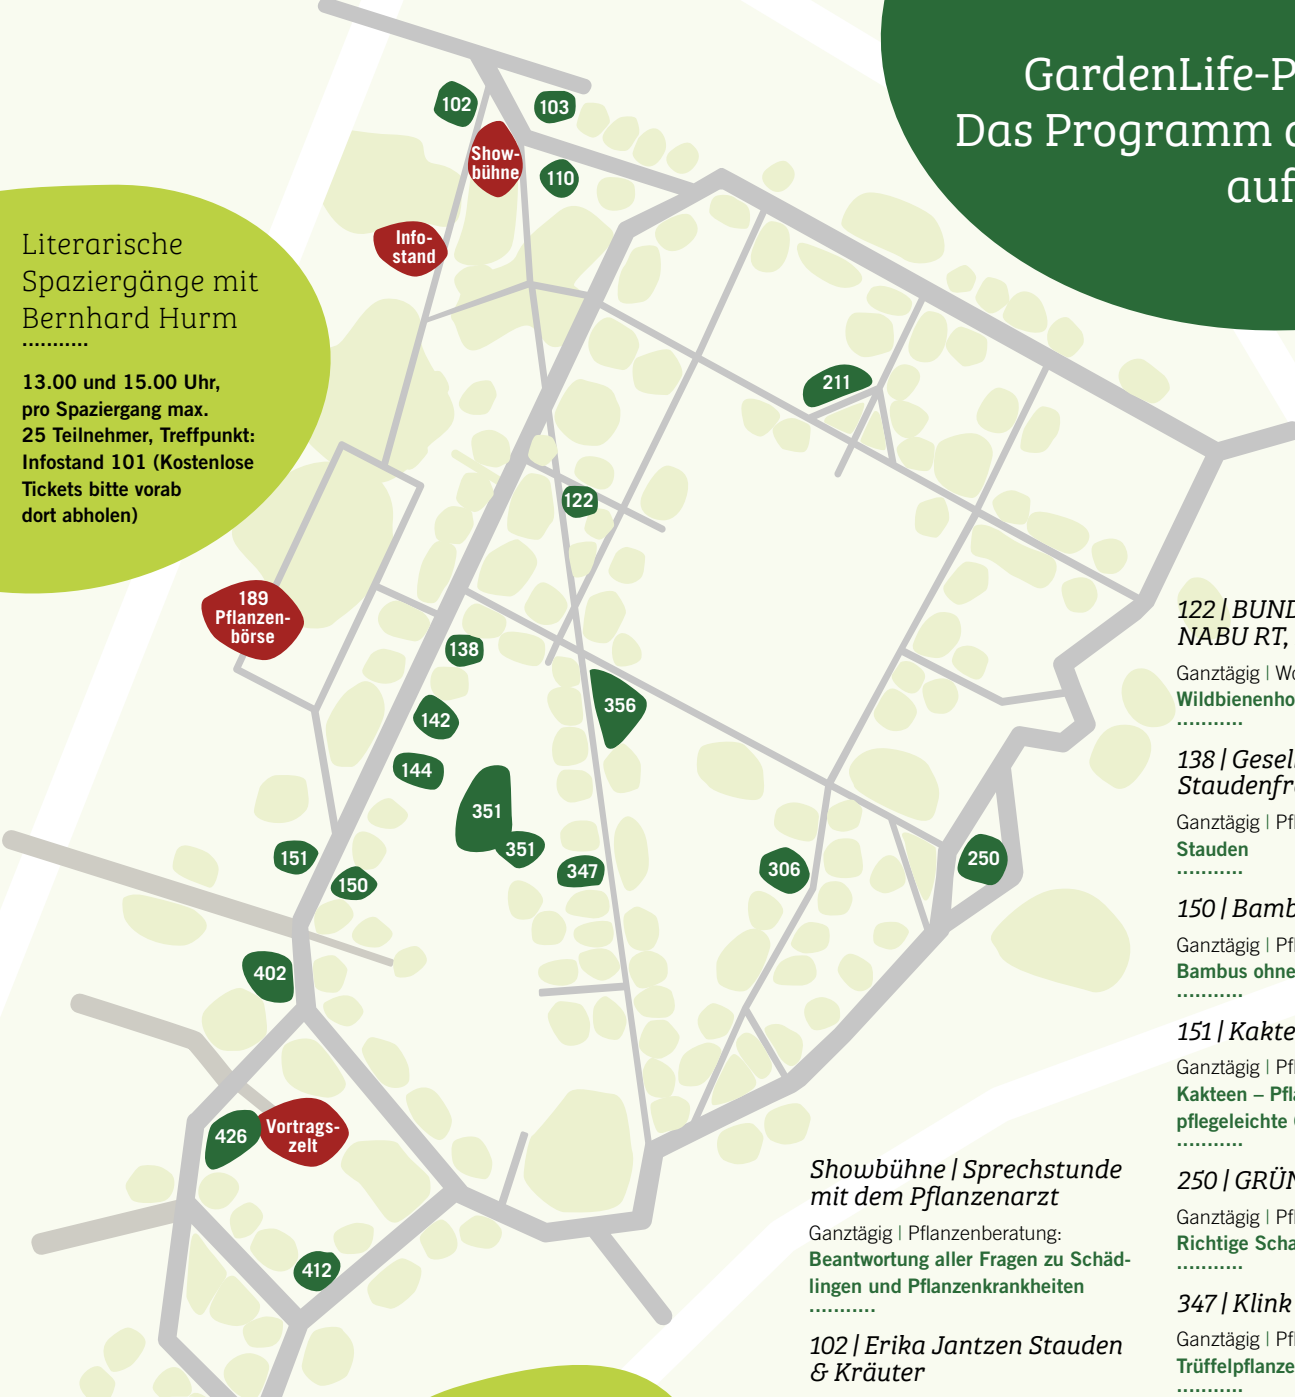 GardenLife-P
Das Programm
auf
Literarische
Spaziergänge mit
Bernhard Hurm
13.00 und 15.00 Uhr,
pro Spaziergang max.
25 Teilnehmer, Treffpunkt:
Infostand 101 (Kostenlose
Tickets bitte vorab
dort abholen)
102
103
Show-
bühne
110
Info-
stand
211
122
189
Pflanzen-
börse
138
356
142
144
351
351
347
151
150
306
250
402
426
Vortrags-
zelt
412
Showbühne | Sprechstunde
mit dem Pflanzenarzt
Ganztägig | Pflanzenberatung:
Beantwortung aller Fragen zu Schäd-
lingen und Pflanzenkrankheiten
102 | Erika Jantzen Stauden
& Kräuter
122 | BUND
NABU RT,
Ganztägig | Wo
Wildbienenho
138 | Gesel
Staudenfr
Ganztägig | Pfl
Stauden
150 | Bamb
Ganztägig | Pfl
Bambus ohne
151 | Kakte
Ganztägig | Pfl
Kakteen – Pfla
pflegeleichte
250 | GRÜN
Ganztägig | Pfl
Richtige Scha
347 | Klink
Ganztägig | Pfl
Trüffelpflanze